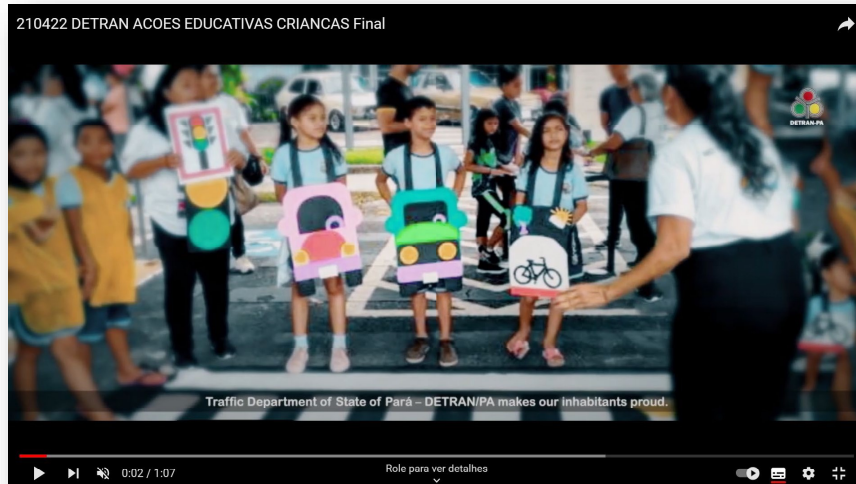 210422 DETRAN ACOES EDUCATIVAS CRIANCAS Final
DETRAN-PA
Traffic Department of State of Pará – DETRAN/PA makes our inhabitants proud.
0:02 / 1:07
Role para ver detalhes